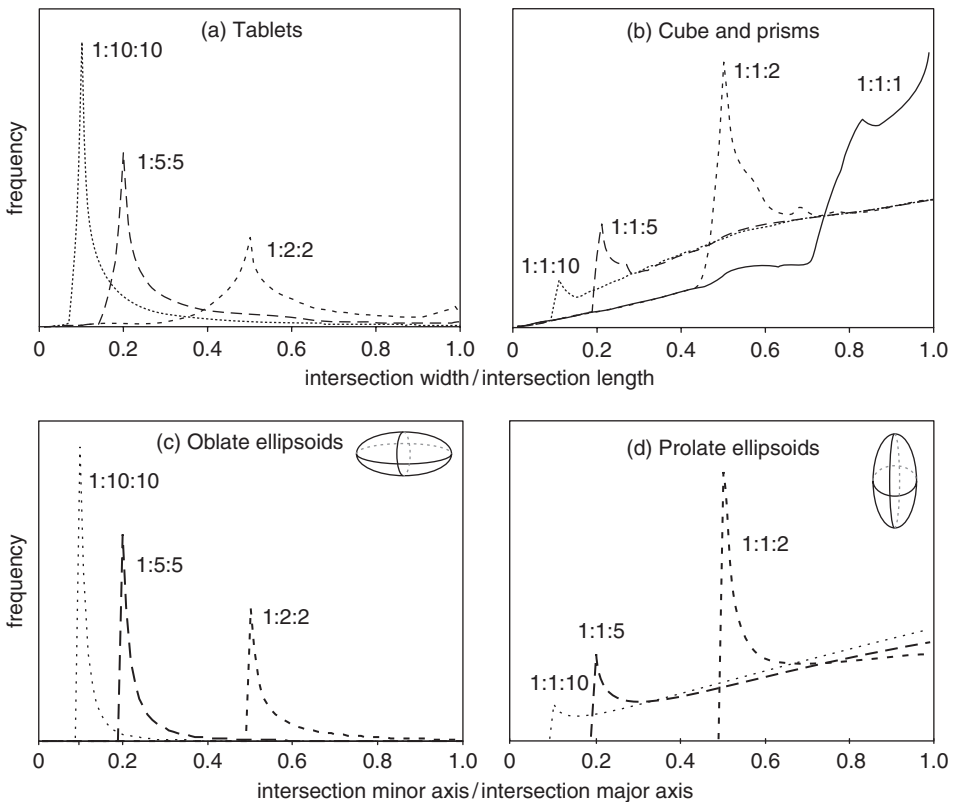 (a) Tablets
1:10:10
1:5:5
1:2:2
frequency
0 0.2 0.4 0.6 0.8 1.0
(b) Cube and prisms
1:1:2
1:1:1
1:1:5
1:1:10
0 0.2 0.4 0.6 0.8 1.0
intersection width/intersection length
(c) Oblate ellipsoids
1:10:10
1:5:5
1:2:2
frequency
0 0.2 0.4 0.6 0.8 1.0
(d) Prolate ellipsoids
1:1:2
1:1:5
1:1:10
0 0.2 0.4 0.6 0.8 1.0
intersection minor axis/intersection major axis